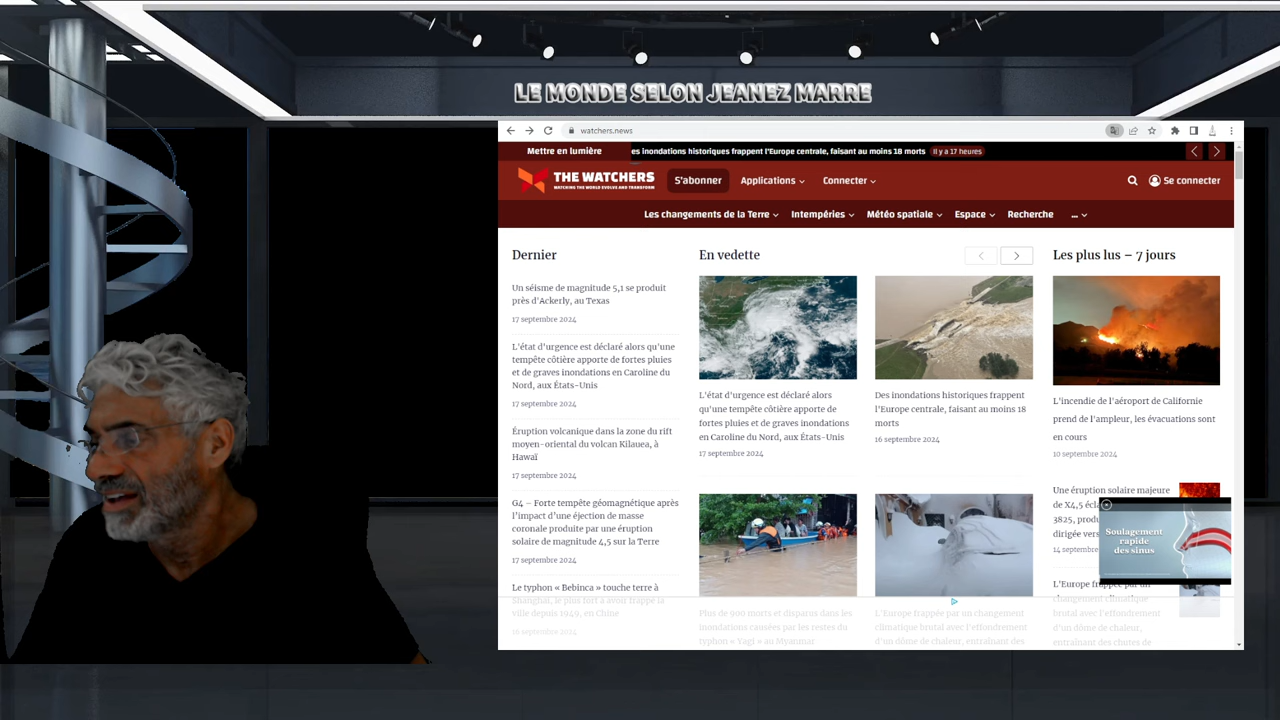 LE MONDE SELON JEANEZ MARRE
watchers.news
Mettre en lumière
es inondations historiques frappent l'Europe centrale, faisant au moins 18 morts
Il y a 17 heures
THE WATCHERS
WATCHING THE WORLD EVOLVE AND TRANSFORM
S'abonner
Applications
Connecter
Se connecter
Les changements de la Terre
Intempéries
Météo spatiale
Espace
Recherche
...
Dernier
Un séisme de magnitude 5,1 se produit
près d'Ackerly, au Texas
17 septembre 2024
L'état d'urgence est déclaré alors qu'une
tempête côtière apporte de fortes pluies
et de graves inondations en Caroline du
Nord, aux États-Unis
17 septembre 2024
Éruption volcanique dans la zone du rift
moyen-oriental du volcan Kilauea, à
Hawaï
17 septembre 2024
G4 – Forte tempête géomagnétique après
l'impact d'une éjection de masse
coronale produite par une éruption
solaire de magnitude 4,5 sur la Terre
17 septembre 2024
Le typhon « Bebinca » touche terre à
Shanghai, le plus fort à avoir frappé la
ville depuis 1949, en Chine
16 septembre 2024
En vedette
L'état d'urgence est déclaré alors
qu'une tempête côtière apporte de
fortes pluies et de graves inondations
en Caroline du Nord, aux États-Unis
17 septembre 2024
Des inondations historiques frappent
l'Europe centrale, faisant au moins 18
morts
16 septembre 2024
Plus de 900 morts et disparus dans les
inondations causées par les restes du
typhon « Yagi » au Myanmar
L'Europe frappée par un changement
climatique brutal avec l'effondrement
d'un dôme de chaleur, entraînant des
Les plus lus – 7 jours
L'incendie de l'aéroport de Californie
prend de l'ampleur, les évacuations sont
en cours
10 septembre 2024
Une éruption solaire majeure
de X4,5 écl
3825, produ
dirigée vers
14 septembre
Soulagement
rapide
des sinus
L'Europe frappée par un
changement climatique
brutal avec l'effondrement
d'un dôme de chaleur,
entraînant des chutes de